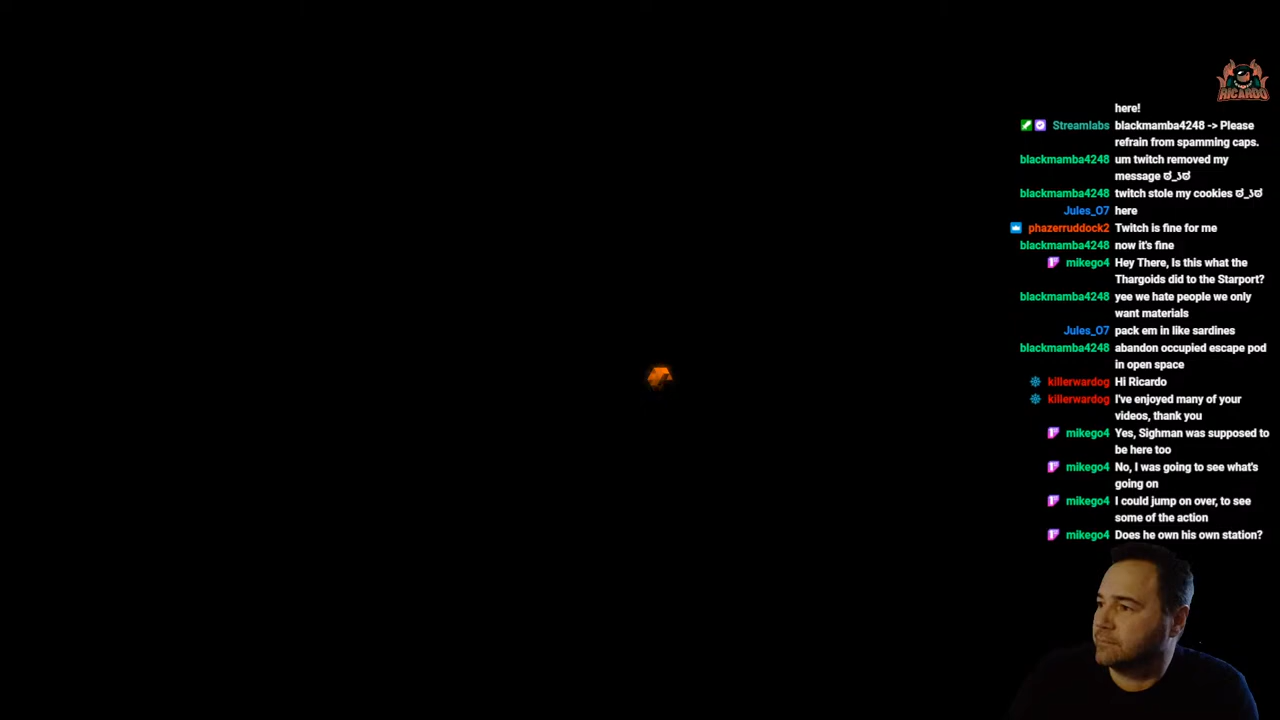 RICARDO
here!
Streamlabs blackmamba4248 -> Please
refrain from spamming caps.
blackmamba4248 um twitch removed my
message ಠ_ʖಠ
blackmamba4248 twitch stole my cookies ಠ_ʖಠ
Jules_O7 here
phazerruddock2 Twitch is fine for me
blackmamba4248 now it's fine
mikego4 Hey There, Is this what the
Thargoids did to the Starport?
blackmamba4248 yee we hate people we only
want materials
Jules_O7 pack em in like sardines
blackmamba4248 abandon occupied escape pod
in open space
killerwardog Hi Ricardo
killerwardog I've enjoyed many of your
videos, thank you
mikego4 Yes, Sighman was supposed to
be here too
mikego4 No, I was going to see what's
going on
mikego4 I could jump on over, to see
some of the action
mikego4 Does he own his own station?